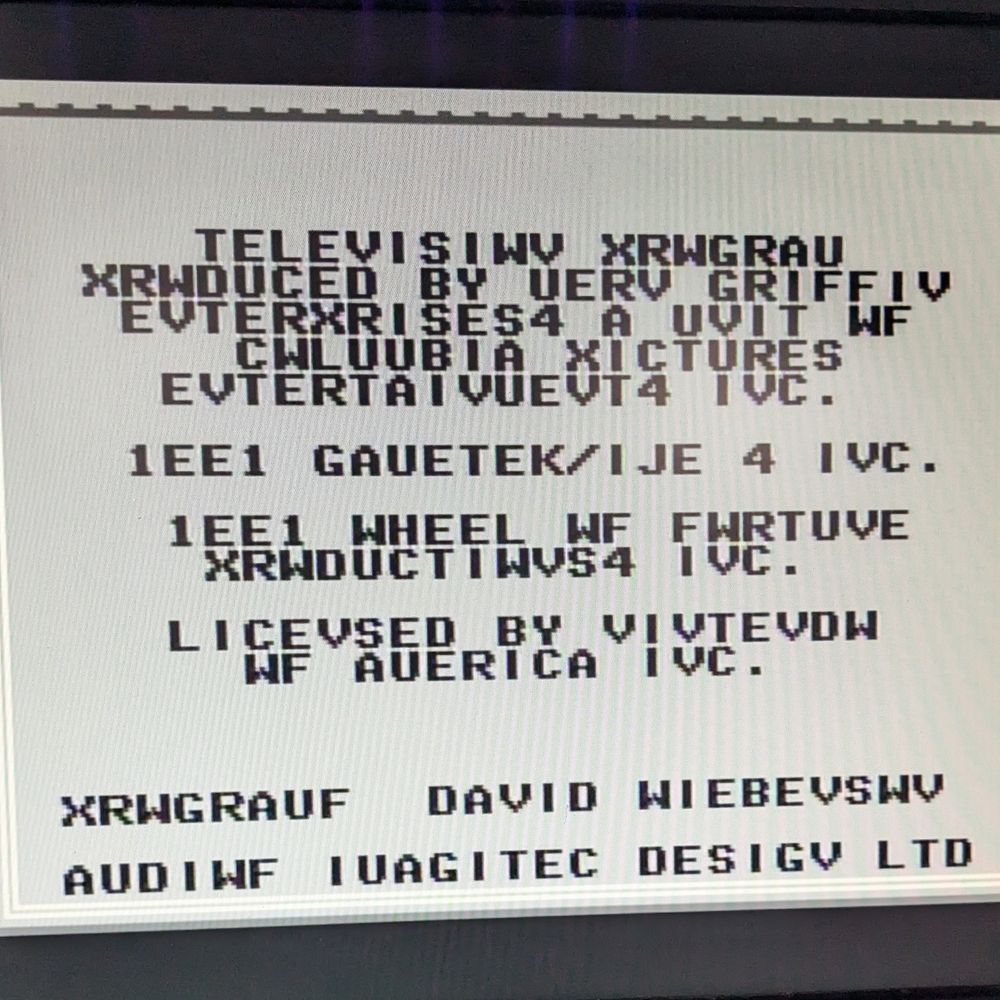 TELEVISIWV XRWGRAU
XRWDUCED BY UERV GRIFFIV
EVTERXRISES4 A UVIT WF
CWLUUBIA XICTURES
EVTERTAIVUEVT4 IVC.
1EE1 GAUETEK/IJE 4 IVC.
1EE1 WHEEL WF FWRTUVE
XRWDUCTIWVS4 IVC.
LICEVSED BY VIVTEVDW
WF AUERICA IVC.
XRWGRAUF DAVID WIEBEVSWV
AUDIWF IUAGITEC DESIGV LTD